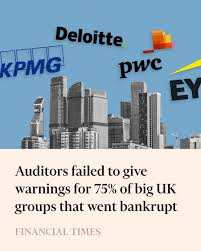 Deloitte.
KPMG
pwc
EY
Auditors failed to give
warnings for 75% of big UK
groups that went bankrupt
FINANCIAL TIMES